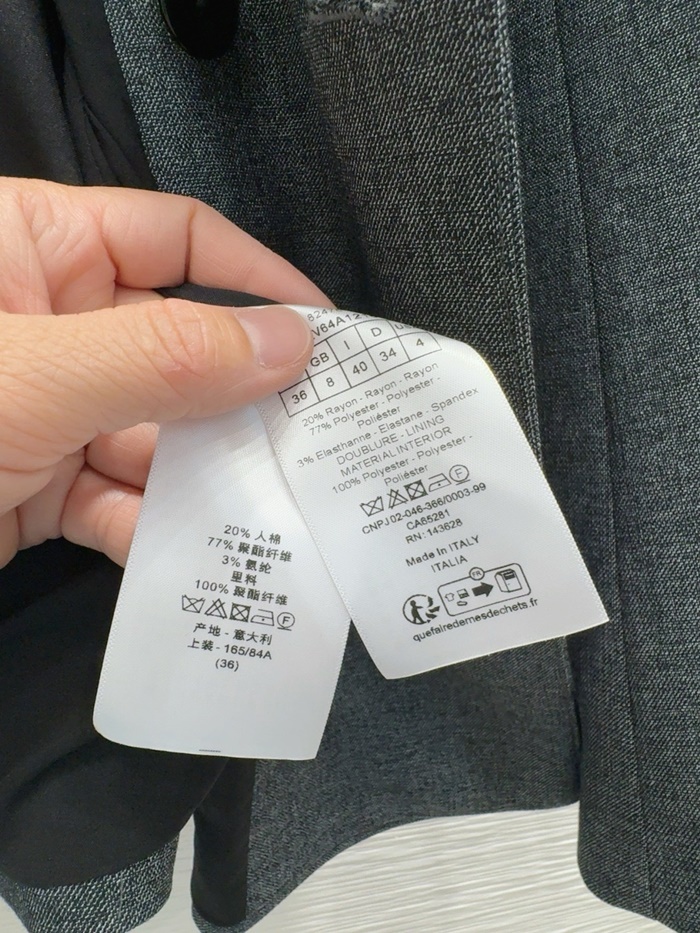 GB I D
36 8 40 34 4
20% Rayon - Rayon - Rayon
77% Polyester - Polyester -
Poliéster
3% Elasthanne - Elastane - Spandex
DOUBLURE - LINING
MATERIAL INTERIOR
100% Polyester - Polyester -
Poliéster
F
CNPJ 02-046-366/0003-99
CA85281
RN: 143628
Made In ITALY
ITALIA
FR
quefairedemesdechets.fr
20% 人棉
77% 聚酯纤维
3% 氨纶
里料
100% 聚酯纤维
F
产地 - 意大利
上装 - 165/84A
(36)